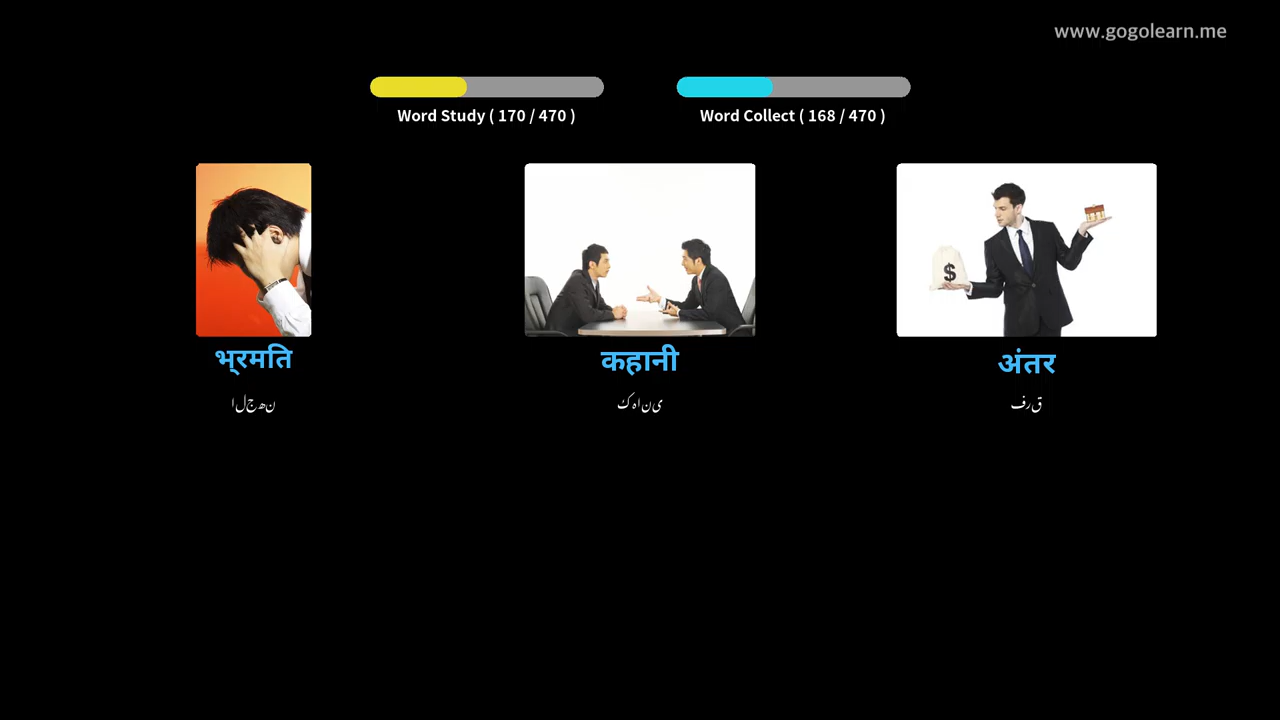 www.gogolearn.me
Word Study ( 170 / 470 )
Word Collect ( 168 / 470 )
भ्रमति
कहानी
अंतर
الجھن
کہانی
فرق